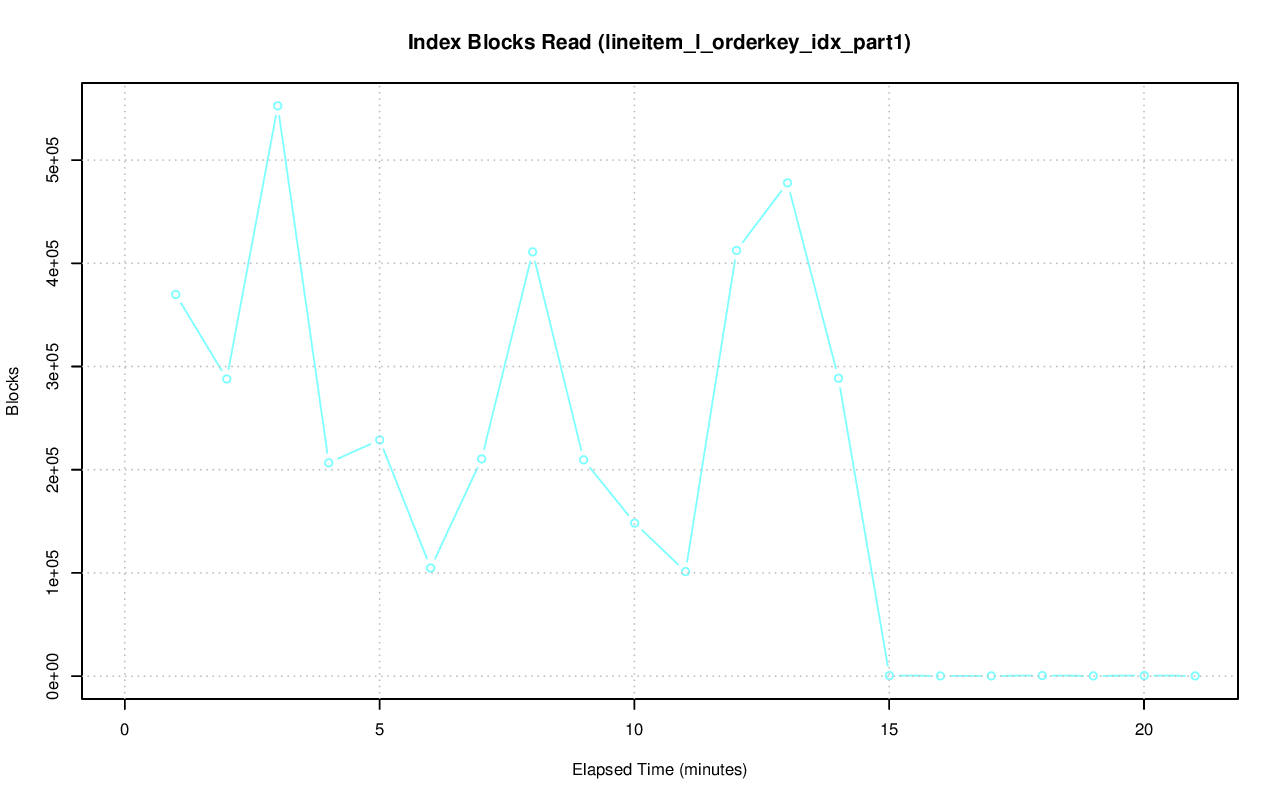 Index Blocks Read (lineitem_l_orderkey_idx_part1)
Blocks
5e+05
4e+05
3e+05
2e+05
1e+05
0e+00
0 5 10 15 20
Elapsed Time (minutes)